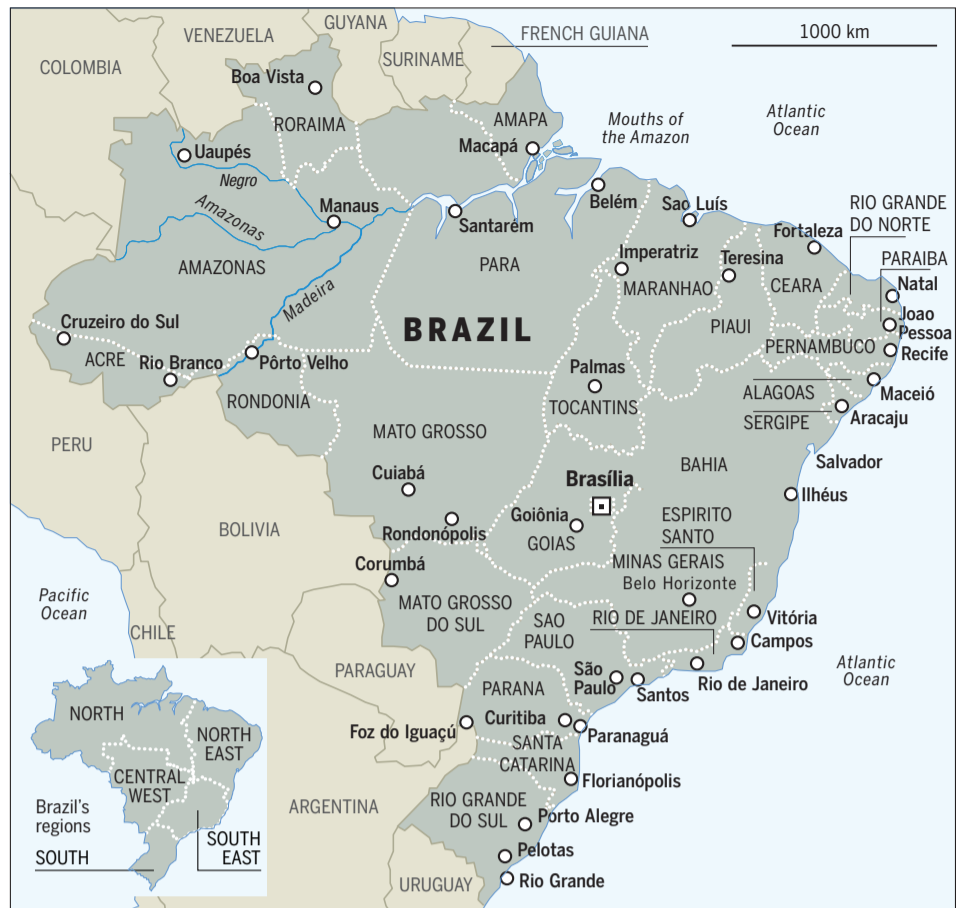 GUYANA
VENEZUELA
FRENCH GUIANA
1000 km
SURINAME
COLOMBIA
Boa Vista
RORAIMA
AMAPA
Macapá
Mouths of
the Amazon
Atlantic
Ocean
Uaupés
Negro
Amazonas
Manaus
Santarém
Belém
Sao Luís
RIO GRANDE
DO NORTE
Fortaleza
PARAIBA
Imperatriz
Teresina
AMAZONAS
PARA
MARANHAO
CEARA
Natal
Madeira
Joao
Pessoa
Cruzeiro do Sul
BRAZIL
PIAUI
PERNAMBUCO
Recife
ACRE
Rio Branco
Pôrto Velho
Palmas
TOCANTINS
ALAGOAS
Maceió
RONDONIA
SERGIPE
Aracaju
MATO GROSSO
PERU
BAHIA
Salvador
Cuiabá
Brasília
Ilhéus
Goiânia
GOIAS
ESPIRITO
SANTO
BOLIVIA
Rondonópolis
Corumbá
MINAS GERAIS
Belo Horizonte
Pacific
Ocean
MATO GROSSO
DO SUL
SAO
PAULO
RIO DE JANEIRO
Vitória
CHILE
Campos
PARAGUAY
São
Paulo
Santos
Rio de Janeiro
Atlantic
Ocean
PARANA
Foz do Iguaçú
Curitiba
Paranaguá
SANTA
CATARINA
Florianópolis
ARGENTINA
RIO GRANDE
DO SUL
Porto Alegre
Pelotas
URUGUAY
Rio Grande
NORTH
NORTH
EAST
CENTRAL
WEST
Brazil's
regions
SOUTH
SOUTH
EAST